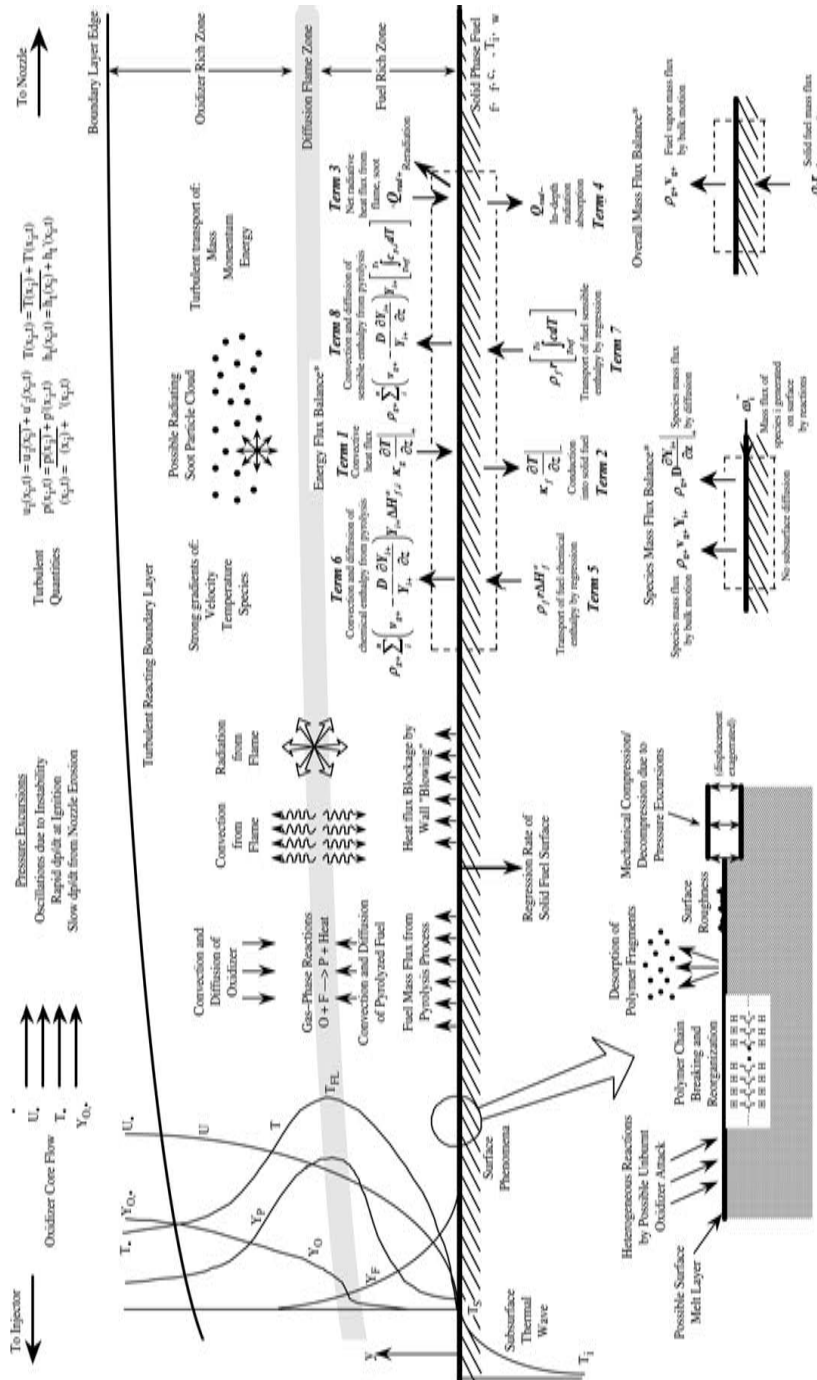 To Injector
Oxidizer Core Flow
U∞
T∞
Y_O,∞
Pressure Excursions
Oscillations due to Instability
Rapid dp/dt at Ignition
Slow dp/dt from Nozzle Erosion
Turbulent
Quantities
To Nozzle
Boundary Layer Edge
Turbulent Reacting Boundary Layer
T∞
Y_O,∞
U∞
U
T
Y_P
Y_O
Y_F
T_FL
Convection and
Diffusion of
Oxidizer
Gas-Phase Reactions
O + F —> P + Heat
Convection and Diffusion
of Pyrolyzed Fuel
Fuel Mass Flux from
Pyrolysis Process
Convection
from
Flame
Radiation
from
Flame
Heat flux Blockage by
Wall "Blowing"
Regression Rate of
Solid Fuel Surface
Strong gradients of:
Velocity
Temperature
Species
Possible Radiating
Soot Particle Cloud
Turbulent transport of:
Mass
Momentum
Energy
Oxidizer Rich Zone
Diffusion Flame Zone
Fuel Rich Zone
Solid Phase Fuel
Energy Flux Balance*
Term 6
Convection and diffusion of
chemical enthalpy from pyrolysis
Term 1
Convective
heat flux
Term 8
Convection and diffusion of
sensible enthalpy from pyrolysis
Term 3
Net radiative
heat flux from
flame, soot
Reradiation
Transport of fuel chemical
enthalpy by regression
Term 5
Conduction
into solid fuel
Term 2
Transport of fuel sensible
enthalpy by regression
Term 7
In-depth
radiation
absorption
Term 4
y
T_S
Subsurface
Thermal
Wave
T_i
Surface
Phenomena
Possible Surface
Melt Layer
Heterogeneous Reactions
by Possible Unburnt
Oxidizer Attack
Polymer Chain
Breaking and
Reorganization
Desorption of
Polymer Fragments
Surface
Roughness
Mechanical Compression/
Decompression due to
Pressure Excursions
(displacement
exagerated)
Species Mass Flux Balance*
Species mass flux
by bulk motion
Species mass flux
by diffusion
Mass flux of
species i generated
on surface
by reactions
No subsurface diffusion
Overall Mass Flux Balance*
Fuel vapor mass flux
by bulk motion
Solid fuel mass flux